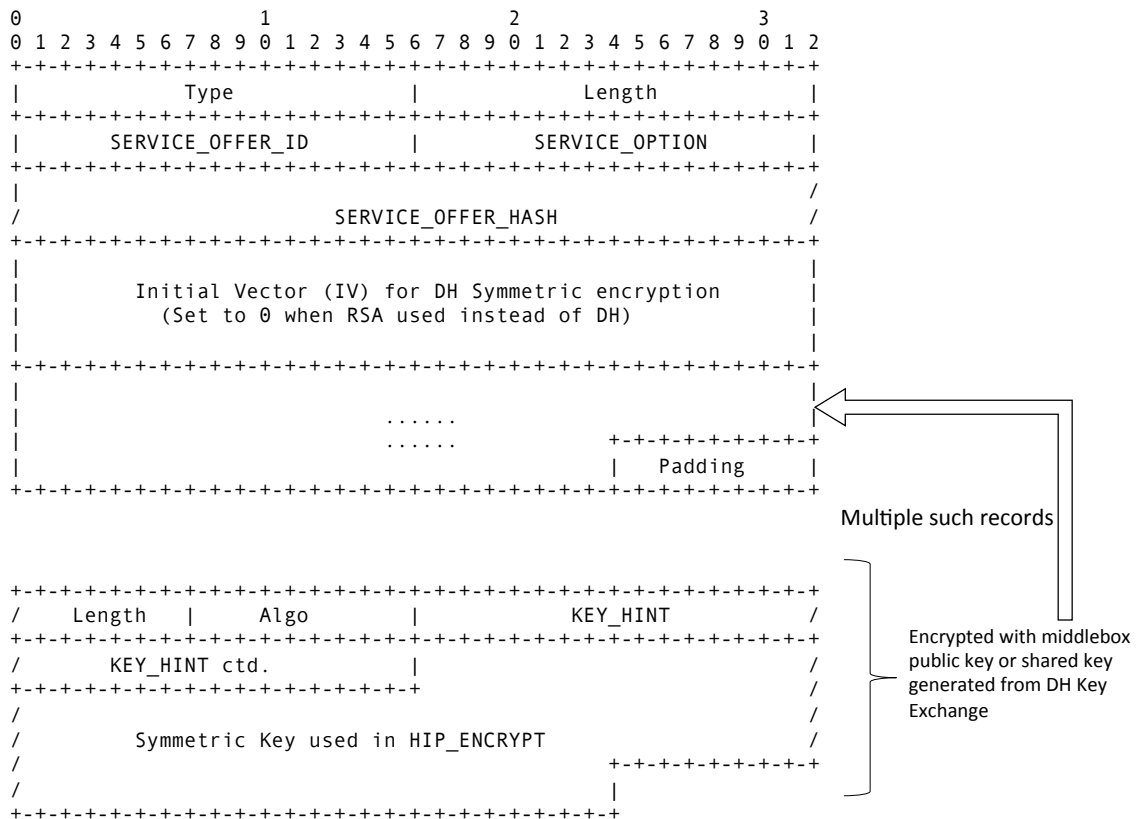 0 1 2 3
0 1 2 3 4 5 6 7 8 9 0 1 2 3 4 5 6 7 8 9 0 1 2 3 4 5 6 7 8 9 0 1 2
+-+-+-+-+-+-+-+-+-+-+-+-+-+-+-+-+-+-+-+-+-+-+-+-+-+-+-+-+-+-+-+-+
| Type | Length |
+-+-+-+-+-+-+-+-+-+-+-+-+-+-+-+-+-+-+-+-+-+-+-+-+-+-+-+-+-+-+-+-+
| SERVICE_OFFER_ID | SERVICE_OPTION |
+-+-+-+-+-+-+-+-+-+-+-+-+-+-+-+-+-+-+-+-+-+-+-+-+-+-+-+-+-+-+-+-+
| /
/ SERVICE_OFFER_HASH /
+-+-+-+-+-+-+-+-+-+-+-+-+-+-+-+-+-+-+-+-+-+-+-+-+-+-+-+-+-+-+-+-+
| |
| Initial Vector (IV) for DH Symmetric encryption |
| (Set to 0 when RSA used instead of DH) |
| |
+-+-+-+-+-+-+-+-+-+-+-+-+-+-+-+-+-+-+-+-+-+-+-+-+-+-+-+-+-+-+-+-+
| |
| ...... |
| ...... +-+-+-+-+-+-+-+-+
| | Padding |
+-+-+-+-+-+-+-+-+-+-+-+-+-+-+-+-+-+-+-+-+-+-+-+-+-+-+-+-+-+-+-+-+
Multiple such records
+-+-+-+-+-+-+-+-+-+-+-+-+-+-+-+-+-+-+-+-+-+-+-+-+-+-+-+-+-+-+-+-+
/ Length | Algo | KEY_HINT /
+-+-+-+-+-+-+-+-+-+-+-+-+-+-+-+-+-+-+-+-+-+-+-+-+-+-+-+-+-+-+-+-+
/ KEY_HINT ctd. | /
+-+-+-+-+-+-+-+-+-+-+-+-+-+-+-+-+ /
/ /
/ Symmetric Key used in HIP_ENCRYPT /
/ +-+-+-+-+-+-+-+-+
/ |
+-+-+-+-+-+-+-+-+-+-+-+-+-+-+-+-+-+-+-+-+-+-+-+-+
Encrypted with middlebox
public key or shared key
generated from DH Key
Exchange